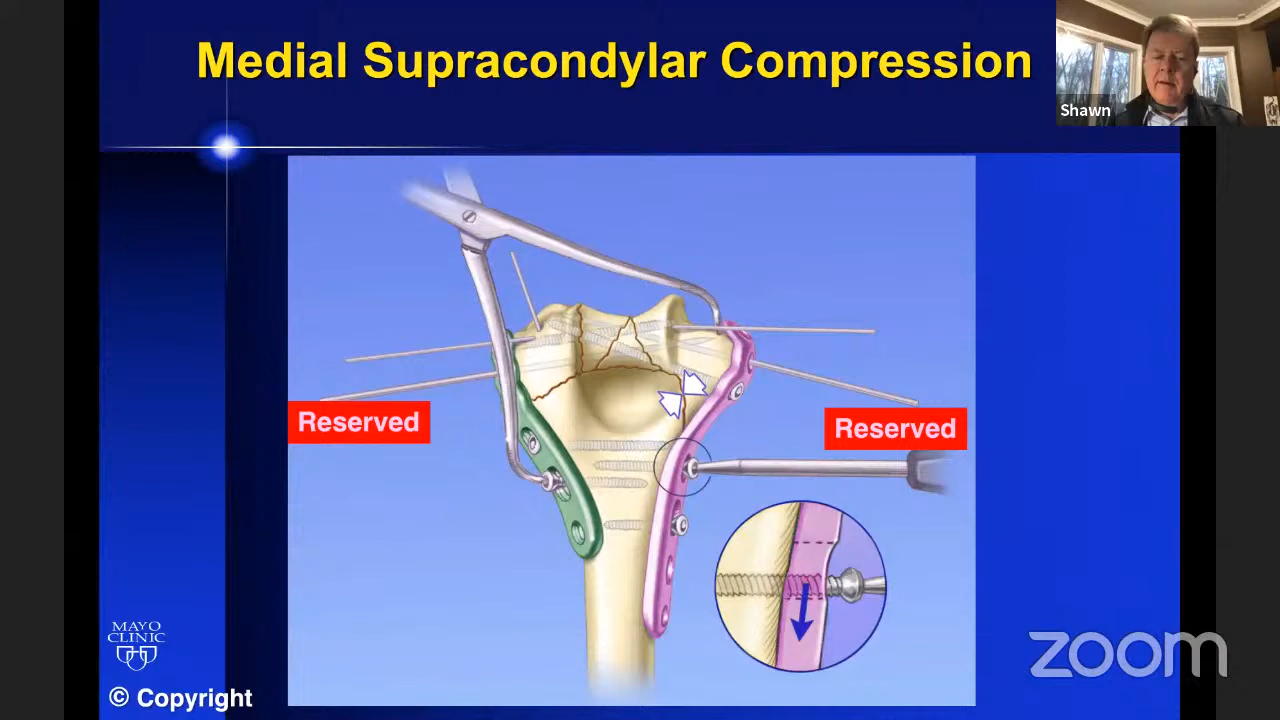 Medial Supracondylar Compression
Shawn
Reserved
Reserved
MAYO
CLINIC
© Copyright
zoom